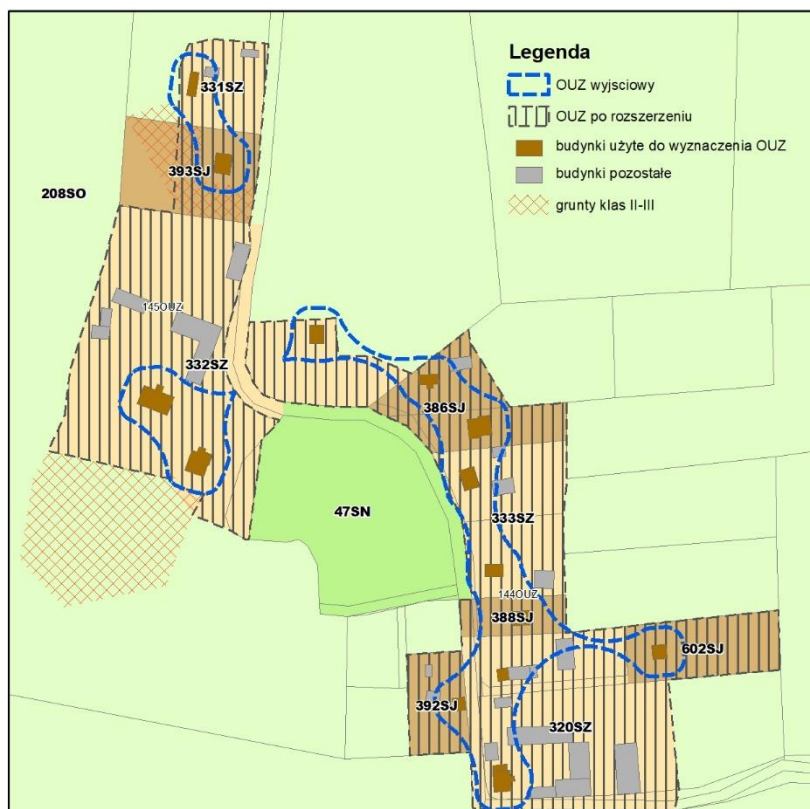 Legenda
OUZ wyjsciowy
OUZ po rozszerzeniu
budynki użyte do wyznaczenia OUZ
budynki pozostałe
grunty klas II-III
331SZ
393SJ
208SO
145OUZ
332SZ
386SJ
47SN
333SZ
144OUZ
388SJ
602SJ
392SJ
320SZ